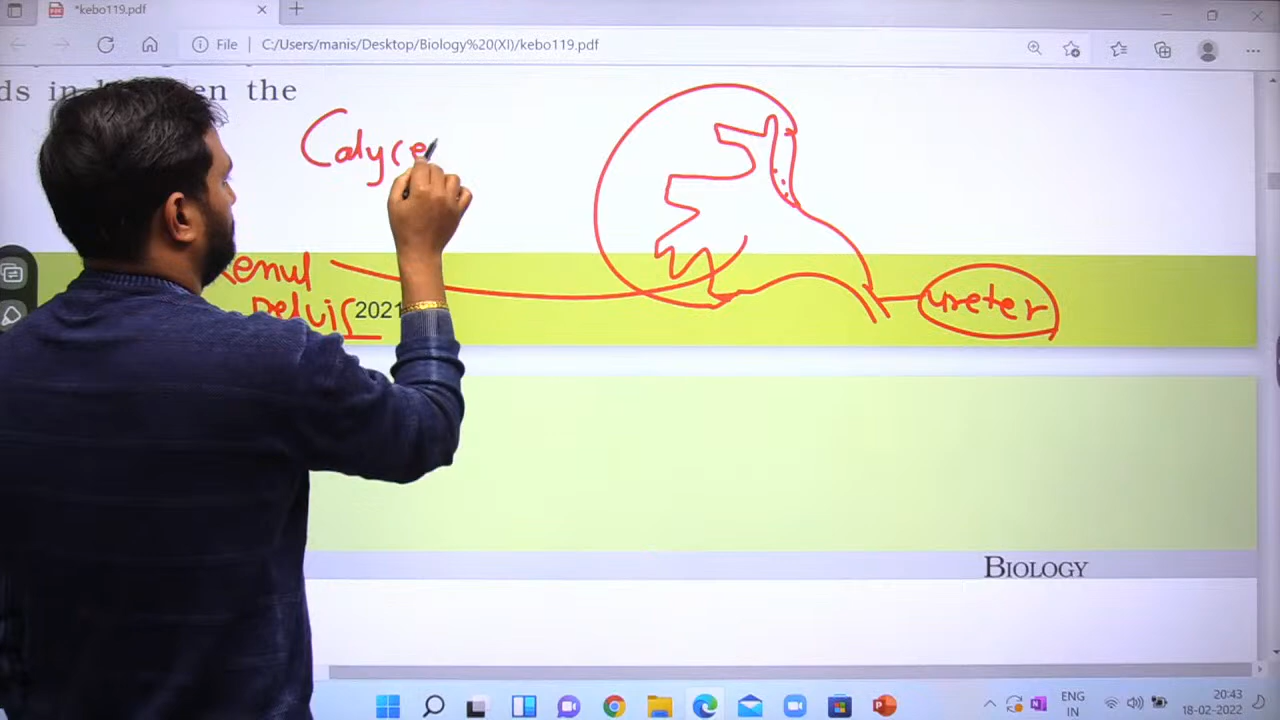 *kebo119.pdf
File C:/Users/manis/Desktop/Biology%20(XI)/kebo119.pdf
the
Calyce
Renul
pelvis
2021
ureter
BIOLOGY
ENG
IN
20:43
18-02-2022